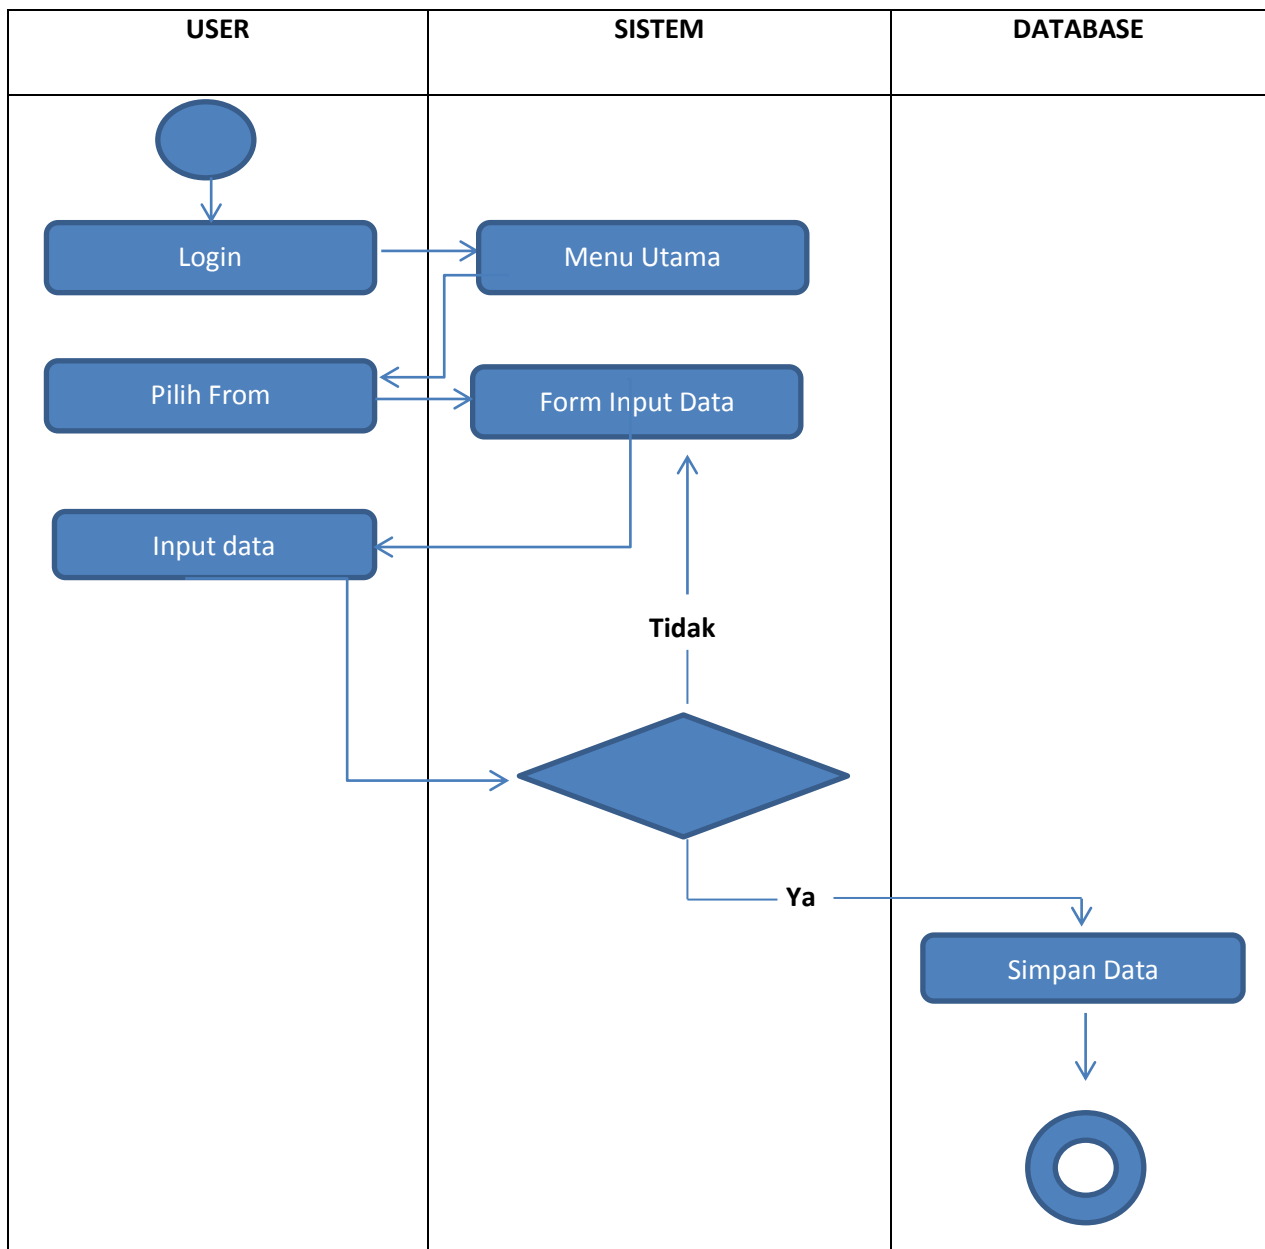 USER
SISTEM
DATABASE
Login
Menu Utama
Pilih From
Form Input Data
Input data
Tidak
Ya
Simpan Data